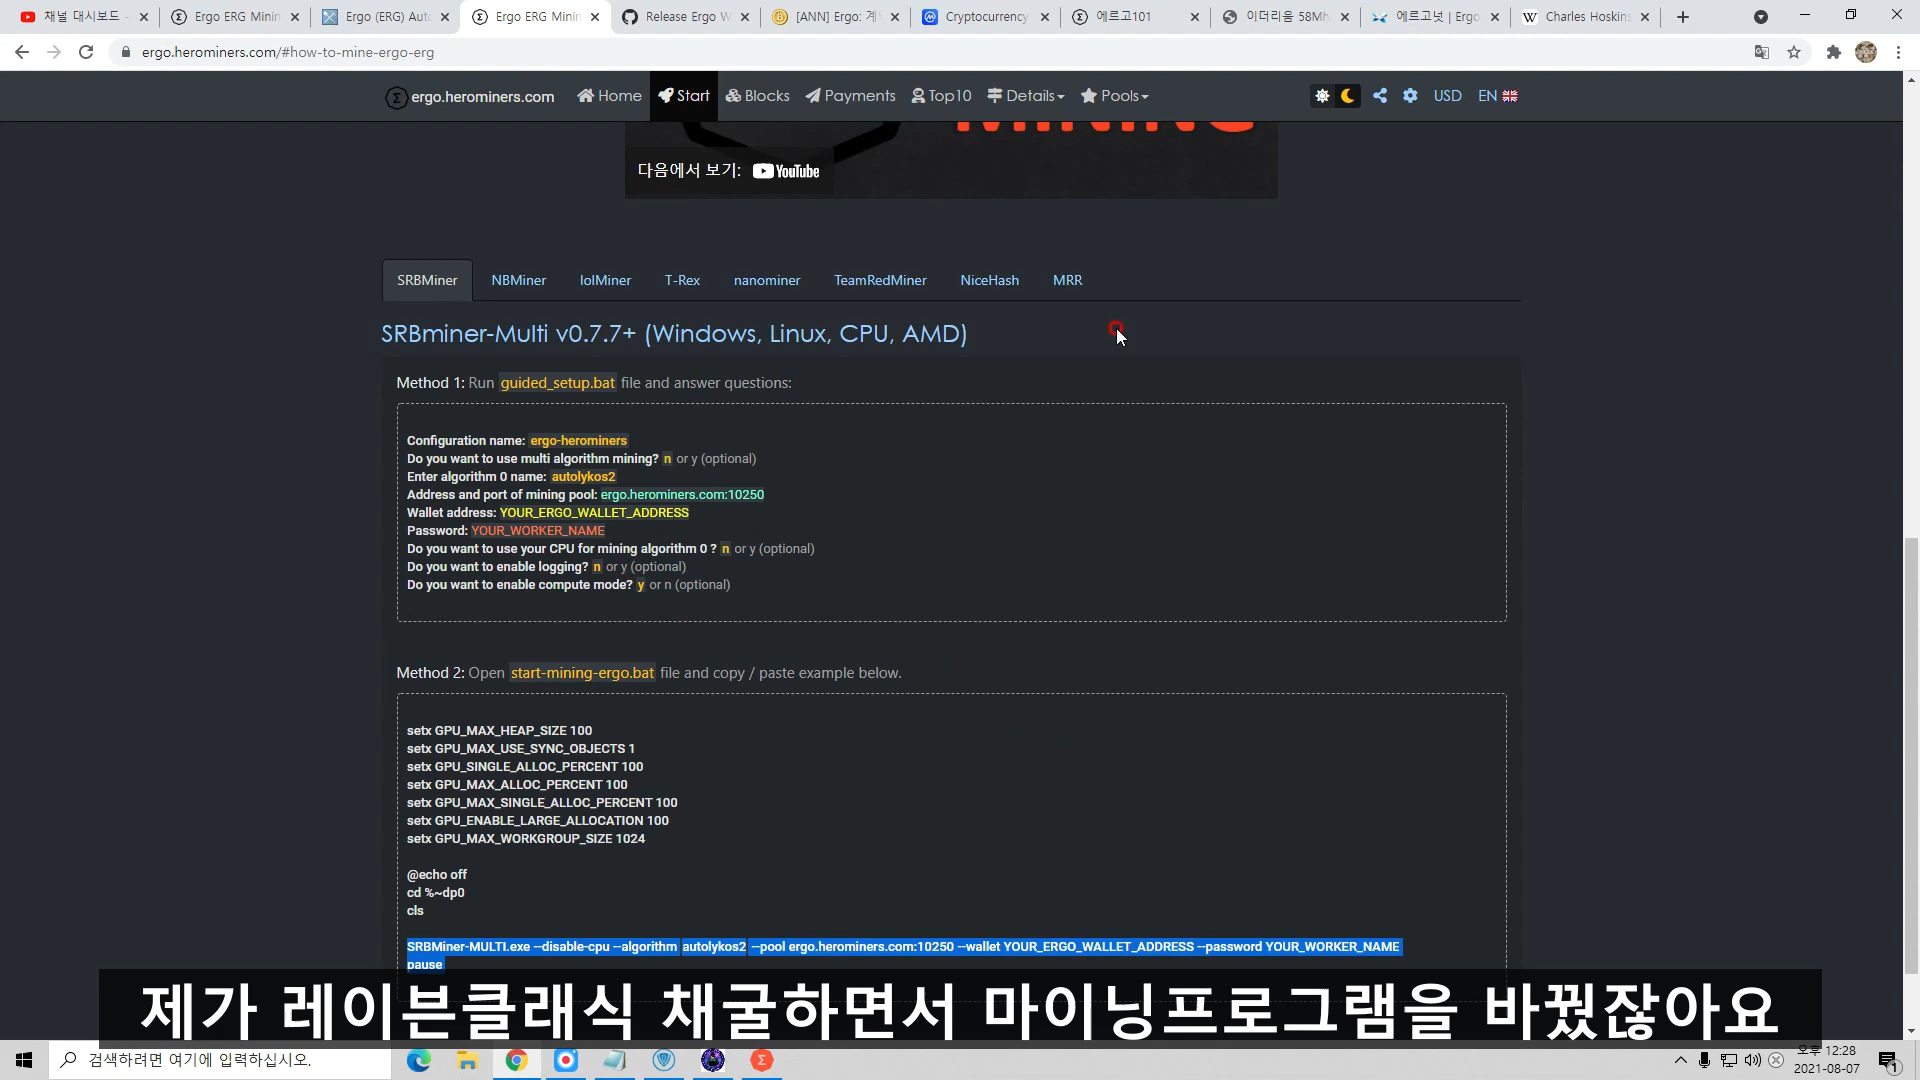 채널 대시보드 -
Ergo ERG Minin
Ergo (ERG) Aut
Ergo ERG Minin
Release Ergo W
[ANN] Ergo: 계
Cryptocurrency
에르고101
이더리움 58Mh
에르고넛 | Ergo
Charles Hoskins
ergo.herominers.com/#how-to-mine-ergo-erg
ergo.herominers.com Home Start Blocks Payments Top10 Details Pools USD EN
다음에서 보기: YouTube
SRBMiner NBMiner lolMiner T-Rex nanominer TeamRedMiner NiceHash MRR
SRBminer-Multi v0.7.7+ (Windows, Linux, CPU, AMD)
Method 1: Run guided_setup.bat file and answer questions:
Configuration name: ergo-herominers
Do you want to use multi algorithm mining? n or y (optional)
Enter algorithm 0 name: autolykos2
Address and port of mining pool: ergo.herominers.com:10250
Wallet address: YOUR_ERGO_WALLET_ADDRESS
Password: YOUR_WORKER_NAME
Do you want to use your CPU for mining algorithm 0 ? n or y (optional)
Do you want to enable logging? n or y (optional)
Do you want to enable compute mode? y or n (optional)
Method 2: Open start-mining-ergo.bat file and copy / paste example below.
setx GPU_MAX_HEAP_SIZE 100
setx GPU_MAX_USE_SYNC_OBJECTS 1
setx GPU_SINGLE_ALLOC_PERCENT 100
setx GPU_MAX_ALLOC_PERCENT 100
setx GPU_MAX_SINGLE_ALLOC_PERCENT 100
setx GPU_ENABLE_LARGE_ALLOCATION 100
setx GPU_MAX_WORKGROUP_SIZE 1024
@echo off
cd %~dp0
cls
SRBMiner-MULTI.exe --disable-cpu --algorithm autolykos2 --pool ergo.herominers.com:10250 --wallet YOUR_ERGO_WALLET_ADDRESS --password YOUR_WORKER_NAME
pause
제가 레이븐클래식 채굴하면서 마이닝프로그램을 바꿨잖아요
검색하려면 여기에 입력하십시오.
오후 12:28
2021-08-07
1